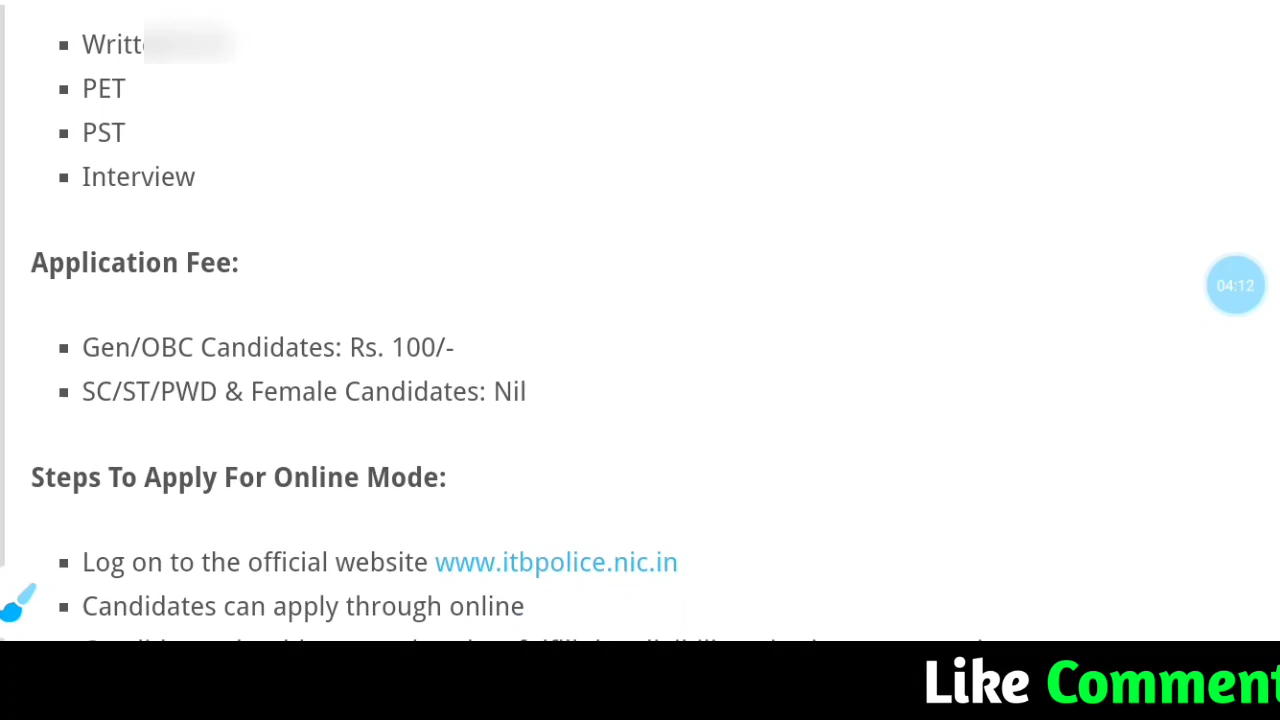 PET
PST
Interview
Application Fee:
Gen/OBC Candidates: Rs. 100/-
SC/ST/PWD & Female Candidates: Nil
04:12
Steps To Apply For Online Mode:
Log on to the official website www.itbpolice.nic.in
Candidates can apply through online
Like Comment